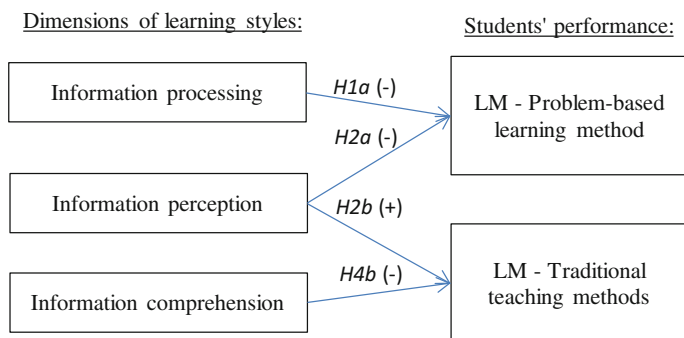 Dimensions of learning styles:
Students' performance:
Information processing
H1a (-)
LM - Problem-based
learning method
H2a (-)
Information perception
H2b (+)
LM - Traditional
teaching methods
H4b (-)
Information comprehension